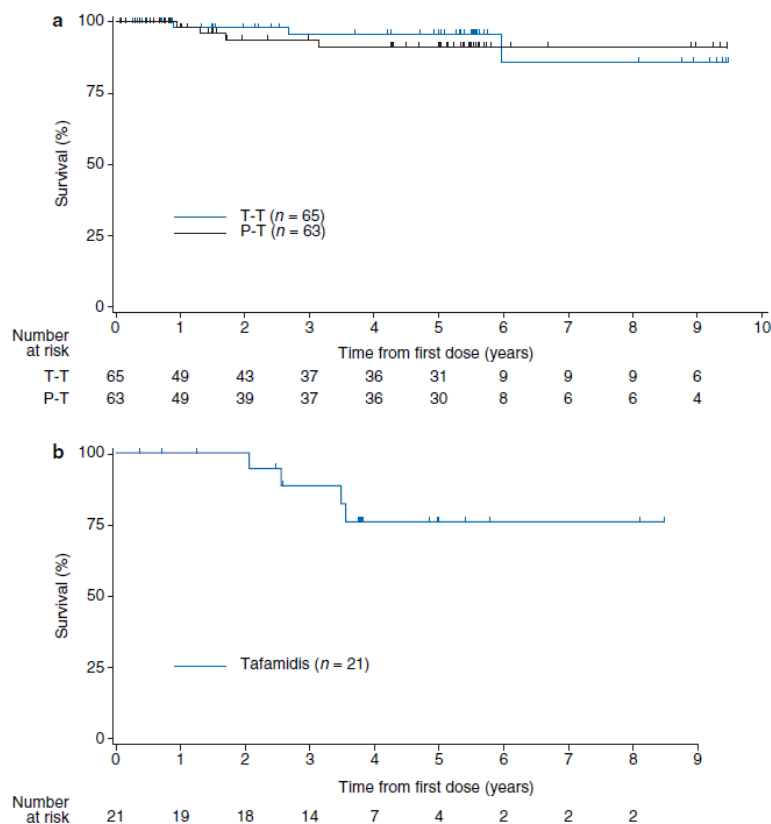 a
100
75
50
25
0
Survival (%)
T-T (n = 65)
P-T (n = 63)
0 1 2 3 4 5 6 7 8 9 10
Time from first dose (years)
Number
at risk
T-T 65 49 43 37 36 31 9 9 9 6
P-T 63 49 39 37 36 30 8 6 6 4
b
100
75
50
25
0
Survival (%)
Tafamidis (n = 21)
0 1 2 3 4 5 6 7 8 9
Time from first dose (years)
Number
at risk
21 19 18 14 7 4 2 2 2